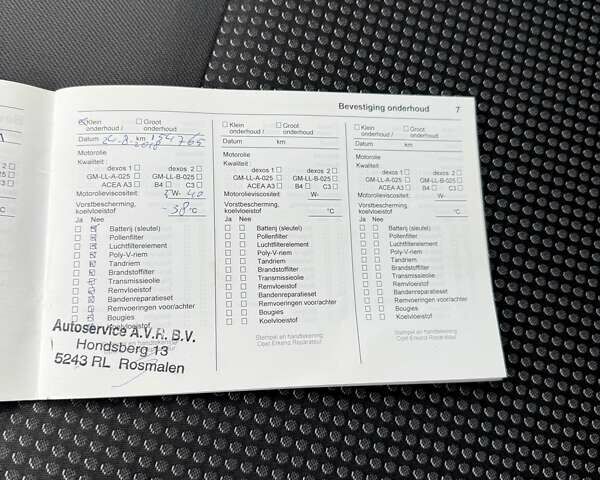 Bevestiging onderhoud 7
Klein onderhoud / Groot onderhoud
Datum 26.2.2018 km 154765
Motorolie
Kwaliteit
dexos 1 dexos 2
GM-LL-A-025 GM-LL-B-025
ACEA A3 B4 C3
Motorolieviscositeit: 5 W- 40
Vorstbescherming, koelvloeistof -38 °C
Ja Nee
Batterij (sleutel)
Pollenfilter
Luchtfilterelement
Poly-V-riem
Tandriem
Brandstoffilter
Transmissieolie
Remvloeistof
Bandenreparatieset
Remvoeringen voor/achter
Bougies
Koelvloeistof
Autoservice A.V.R. B.V.
Hondsberg 13
5243 RL Rosmalen
Klein onderhoud / Groot onderhoud
Datum km
Motorolie
Kwaliteit :
dexos 1 dexos 2
GM-LL-A-025 GM-LL-B-025
ACEA A3 B4 C3
Motorolieviscositeit: W-
Vorstbescherming, koelvloeistof °C
Ja Nee
Batterij (sleutel)
Pollenfilter
Luchtfilterelement
Poly-V-riem
Tandriem
Brandstoffilter
Transmissieolie
Remvloeistof
Bandenreparatieset
Remvoeringen voor/achter
Bougies
Koelvloeistof
Stempel en handtekening
Opel Erkend Reparateur
Klein onderhoud / Groot onderhoud
Datum km
Motorolie
Kwaliteit :
dexos 1 dexos 2
GM-LL-A-025 GM-LL-B-025
ACEA A3 B4 C3
Motorolieviscositeit: W-
Vorstbescherming, koelvloeistof °C
Ja Nee
Batterij (sleutel)
Pollenfilter
Luchtfilterelement
Poly-V-riem
Tandriem
Brandstoffilter
Transmissieolie
Remvloeistof
Bandenreparatieset
Remvoeringen voor/achter
Bougies
Koelvloeistof
Stempel en handtekening
Opel Erkend Reparateur